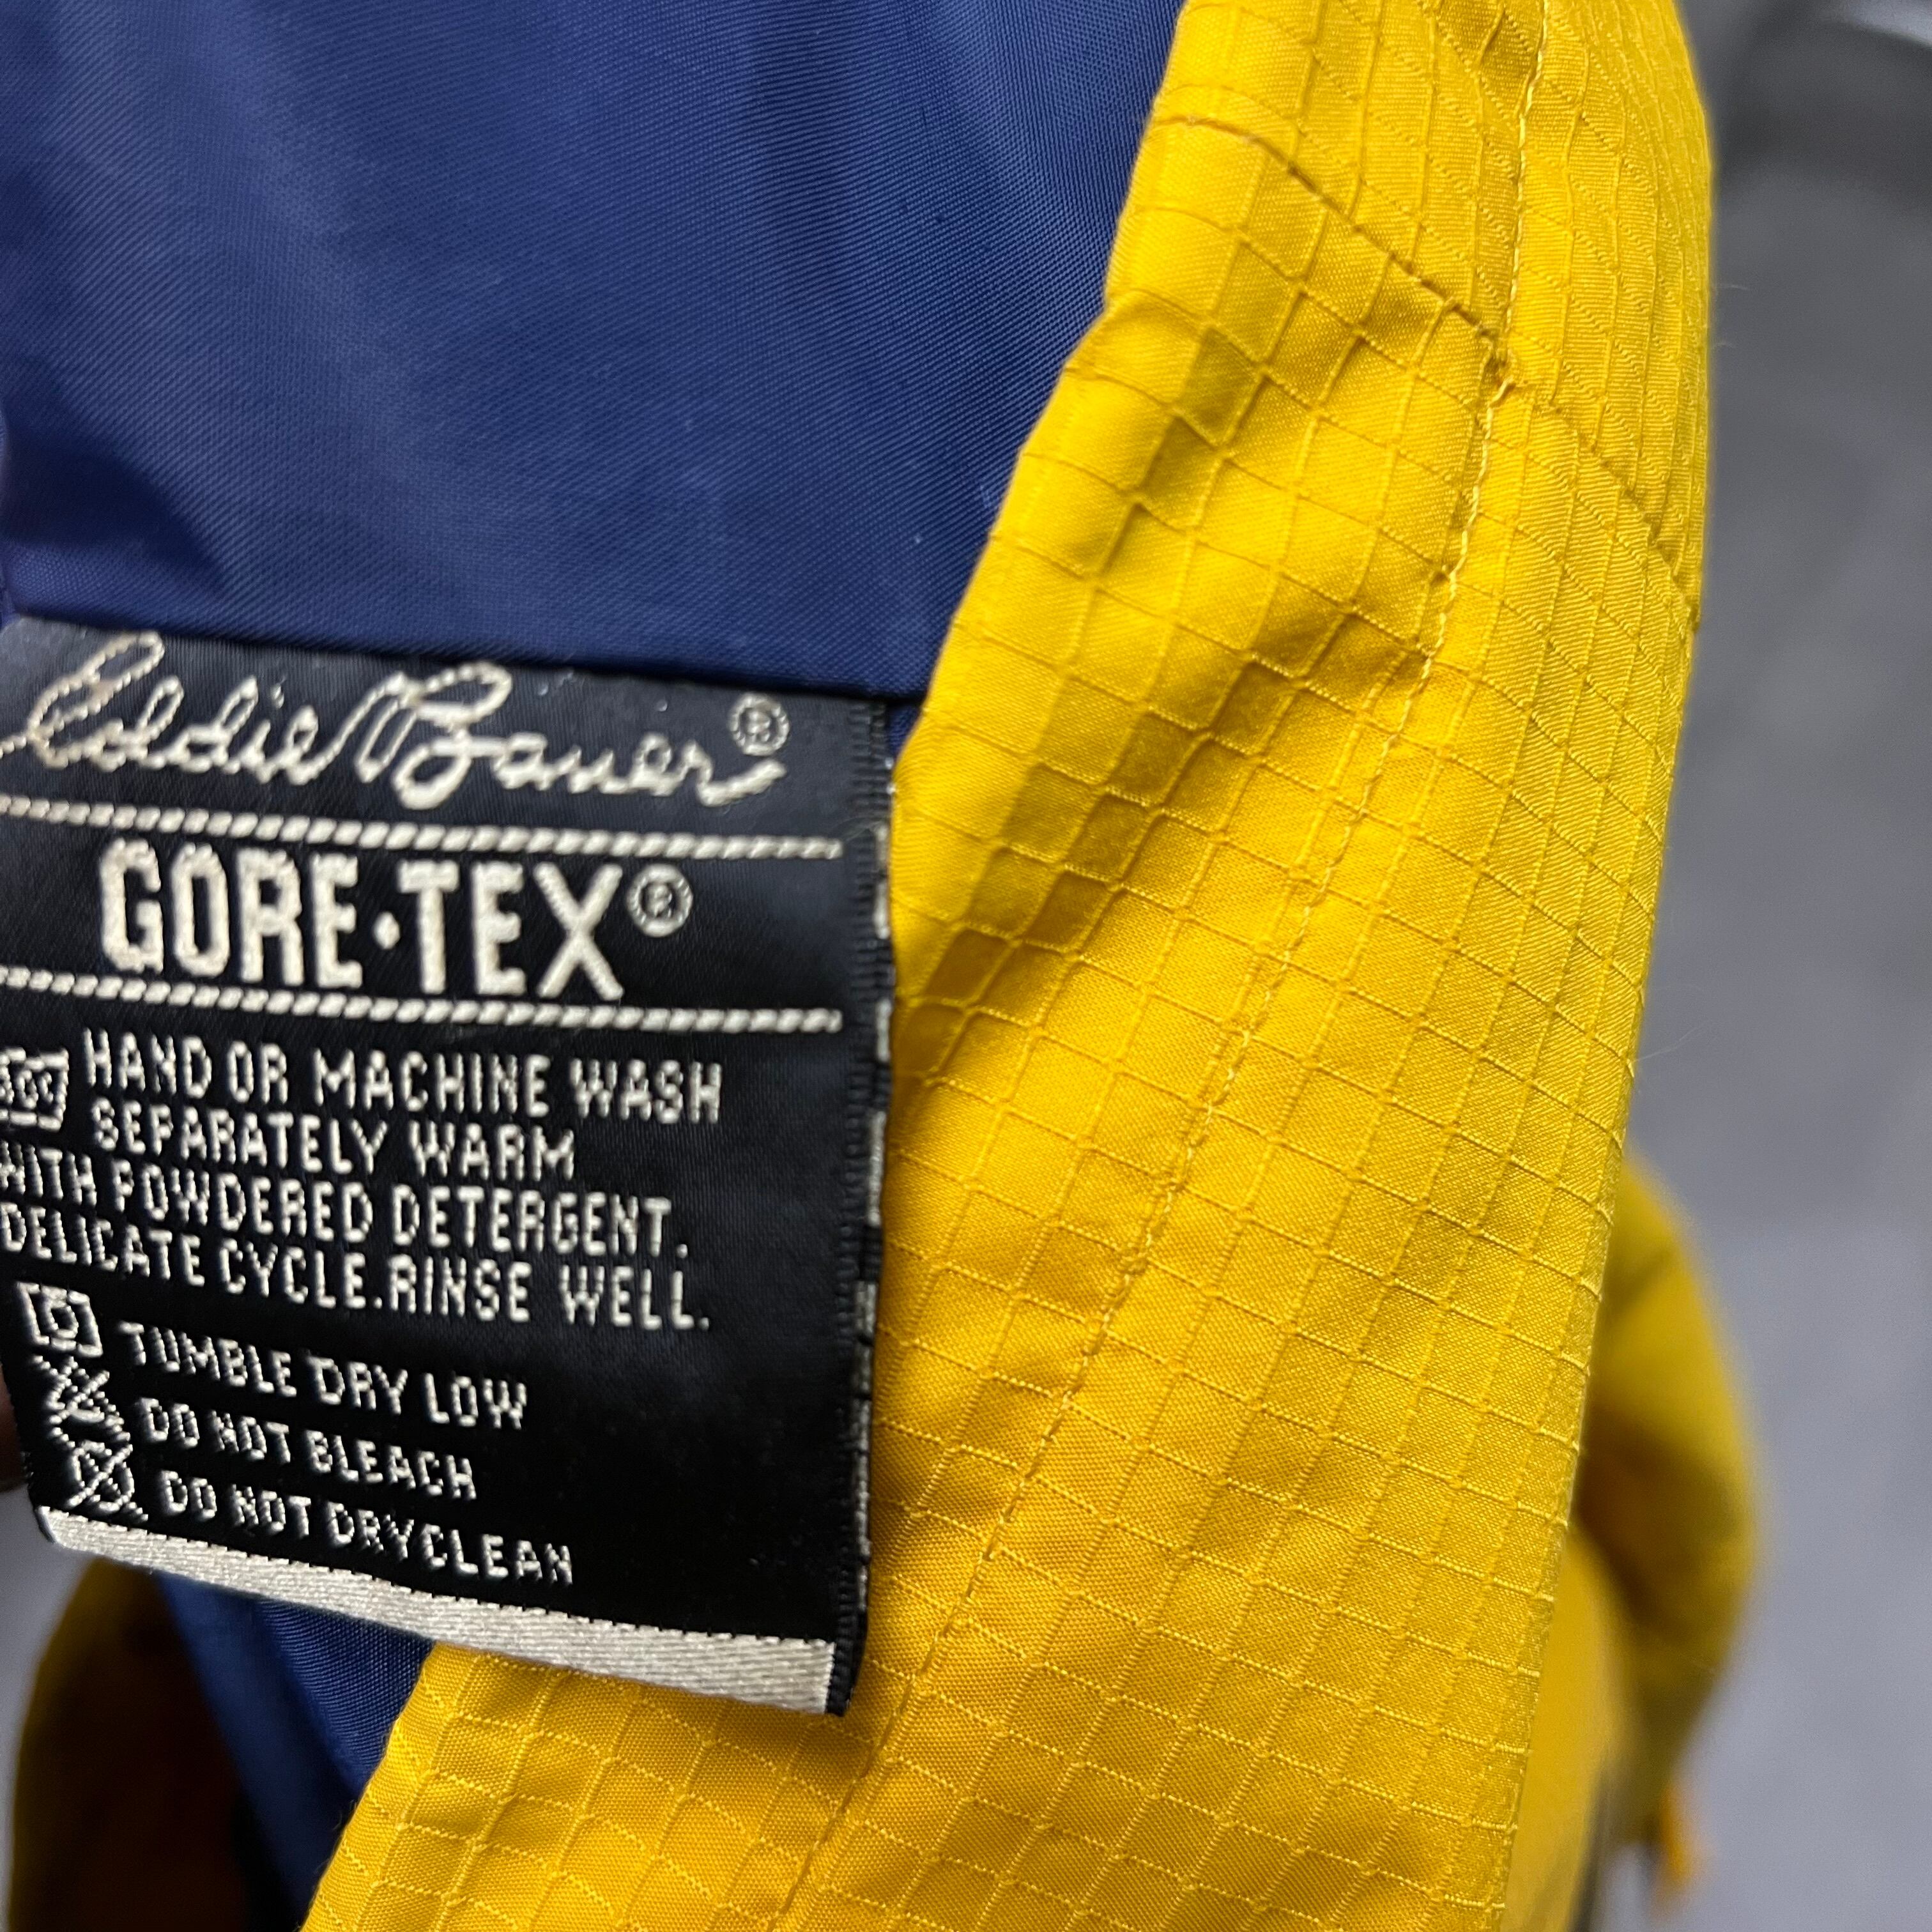 Eddie Bauer®
GORE·TEX®
HAND OR MACHINE WASH
SEPARATELY WARM
WITH POWDERED DETERGENT.
DELICATE CYCLE.RINSE WELL.
TUMBLE DRY LOW
DO NOT BLEACH
DO NOT DRYCLEAN